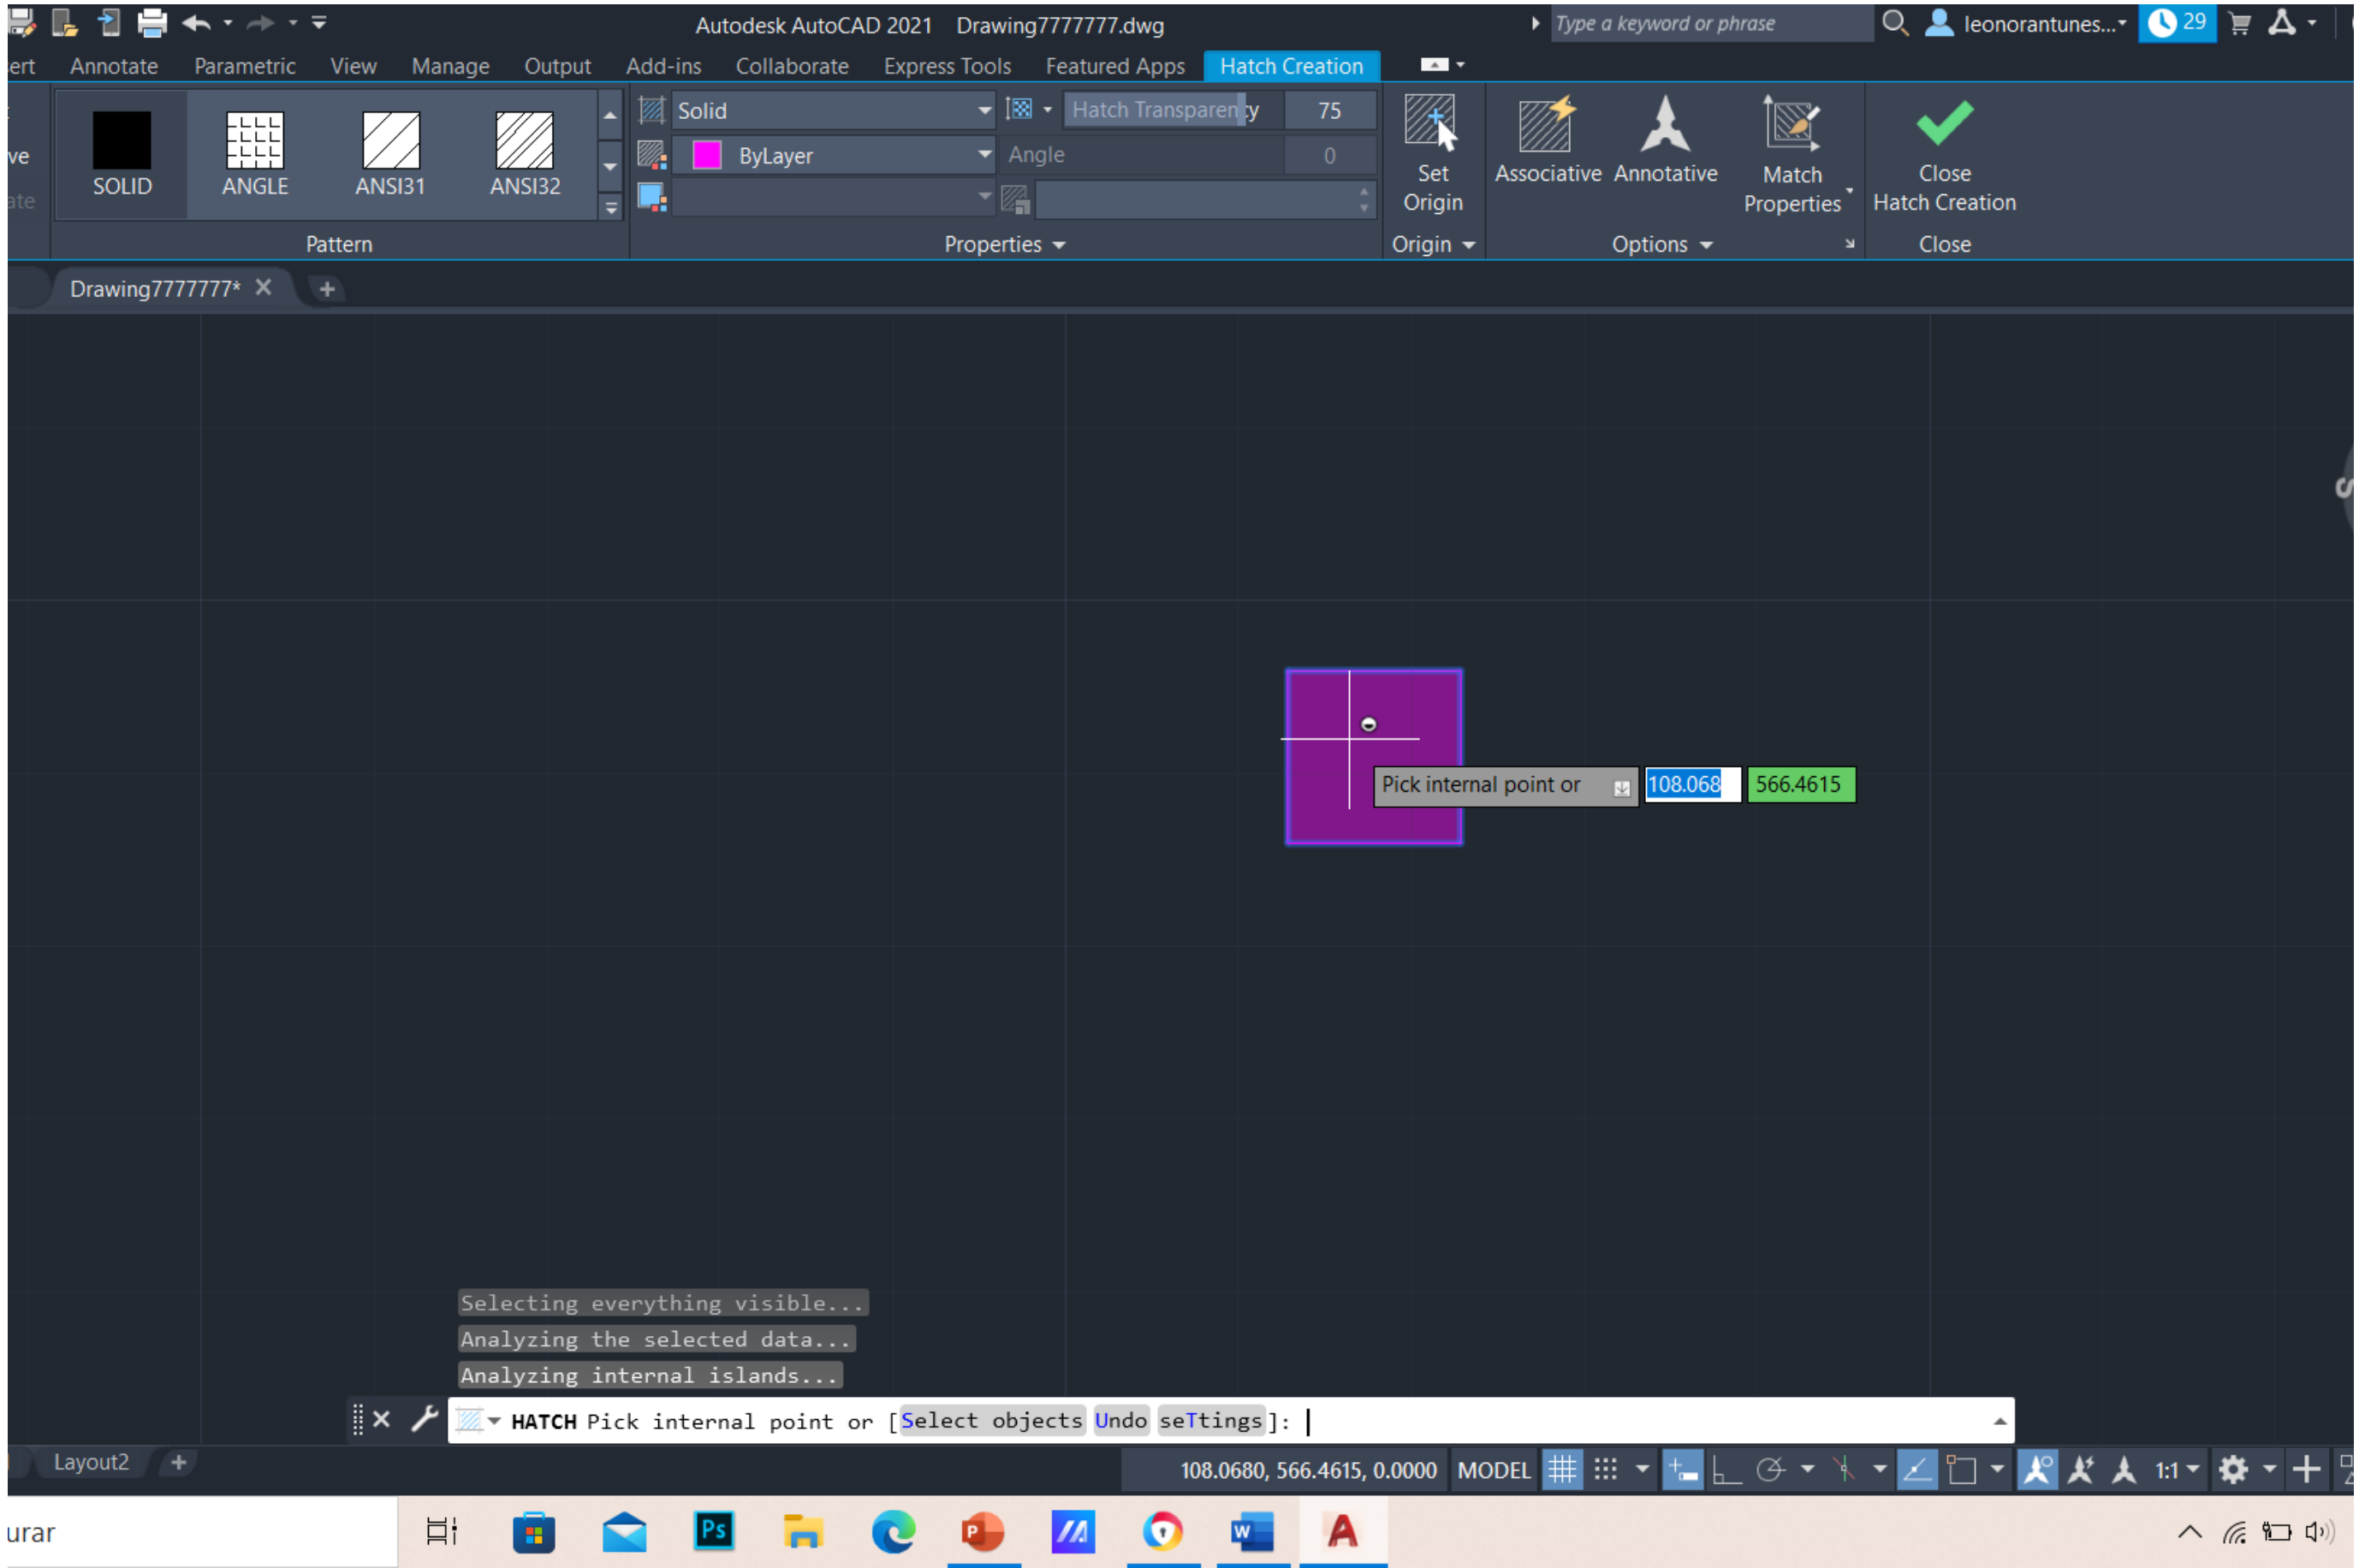 Autodesk AutoCAD 2021 Drawing7777777.dwg Type a keyword or phrase leonorantunes... 29
ert Annotate Parametric View Manage Output Add-ins Collaborate Express Tools Featured Apps Hatch Creation
Solid Hatch Transparency 75
ve ByLayer Angle 0
ate SOLID ANGLE ANSI31 ANSI32
Set Origin
Associative Annotative
Match Properties
Close Hatch Creation
Pattern Properties Origin Options Close
Drawing7777777*
S
Pick internal point or 108.068 566.4615
Selecting everything visible...
Analyzing the selected data...
Analyzing internal islands...
HATCH Pick internal point or [Select objects Undo seTtings]:
Layout2 108.0680, 566.4615, 0.0000 MODEL 1:1
urar Ps P W A